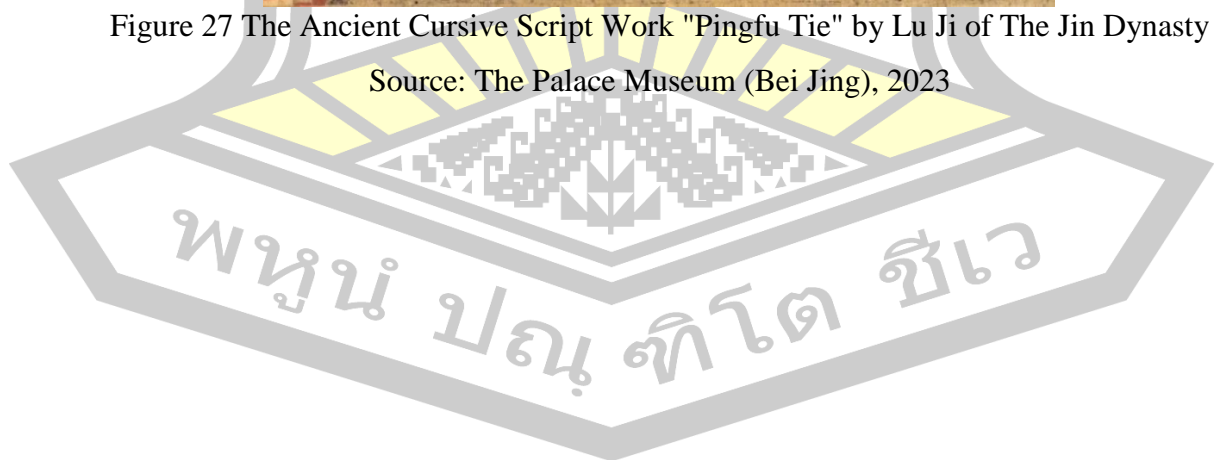 Figure 27 The Ancient Cursive Script Work "Pingfu Tie" by Lu Ji of The Jin Dynasty
Source: The Palace Museum (Bei Jing), 2023
พหูนํ ปณฺฑิโต ชีเว